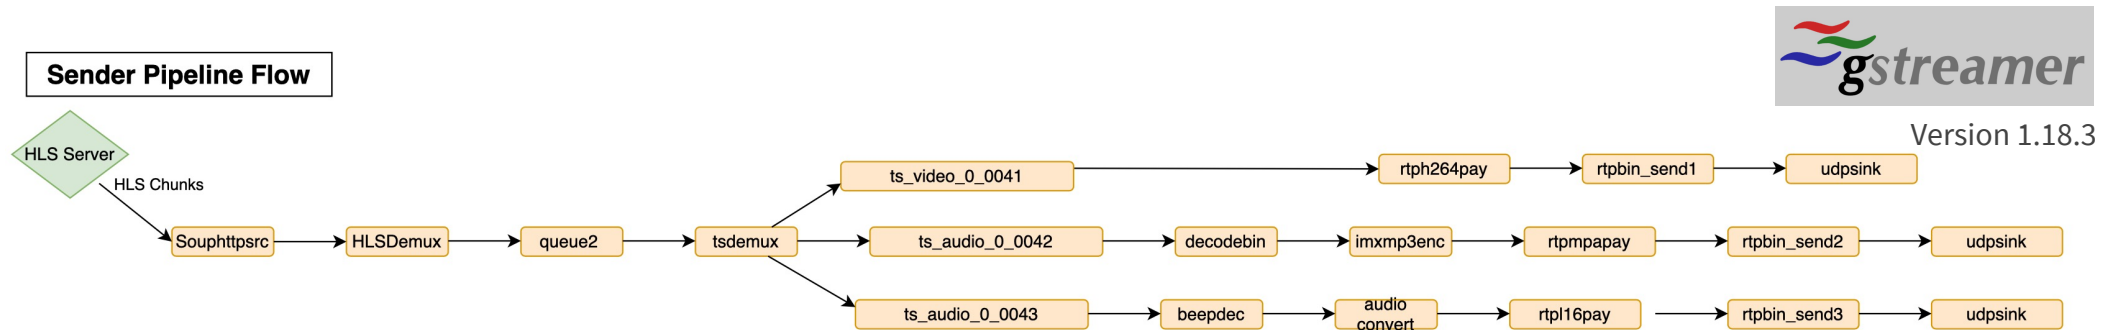 Sender Pipeline Flow
gstreamer
Version 1.18.3
HLS Server
HLS Chunks
Souphttpsrc
HLSDemux
queue2
tsdemux
ts_video_0_0041
rtph264pay
rtpbin_send1
udpsink
ts_audio_0_0042
decodebin
imxmp3enc
rtpmpapay
rtpbin_send2
udpsink
ts_audio_0_0043
beepdec
audio
convert
rtpl16pay
rtpbin_send3
udpsink